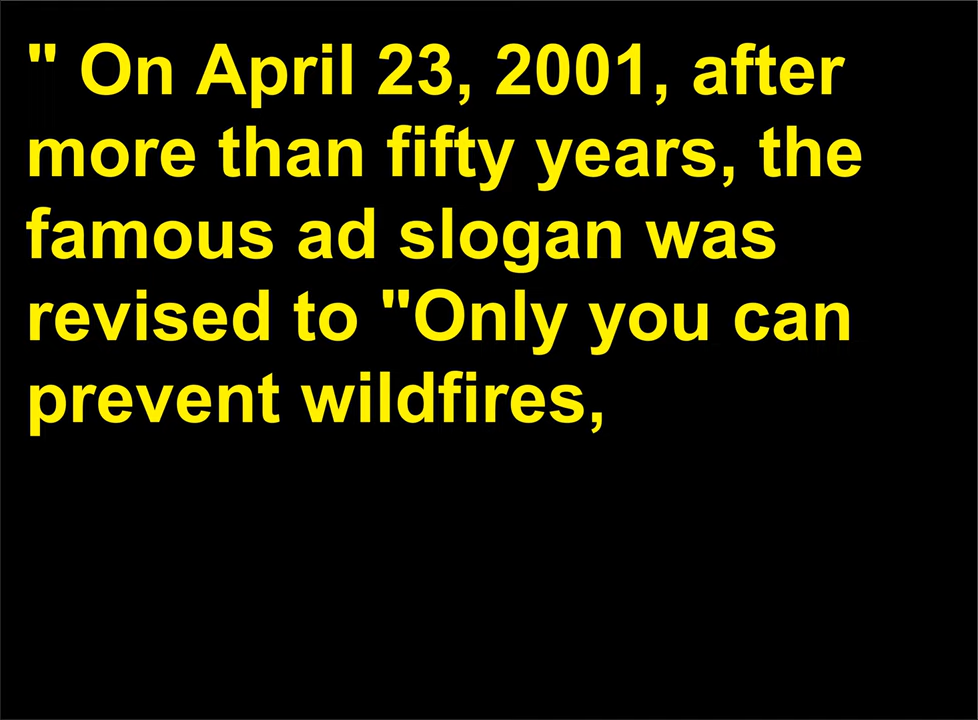 " On April 23, 2001, after
more than fifty years, the
famous ad slogan was
revised to "Only you can
prevent wildfires,